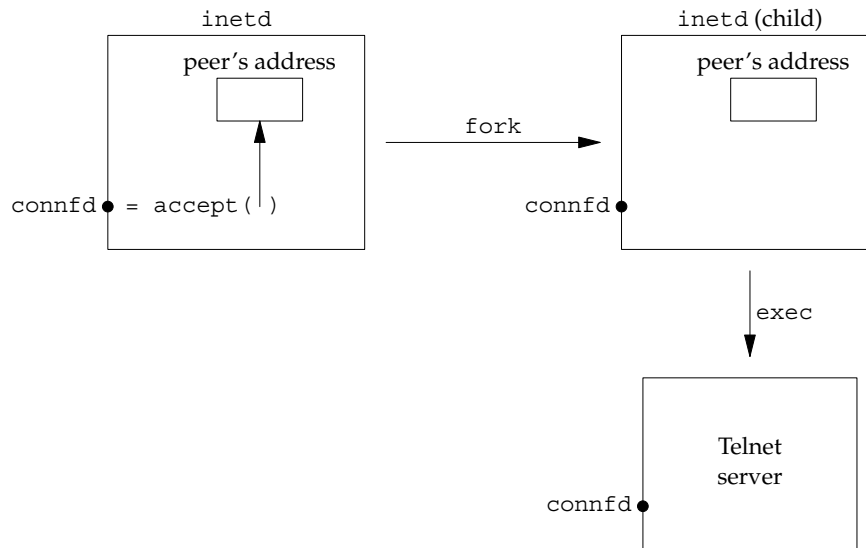 inetd
inetd (child)
peer's address
peer's address
fork
connfd = accept( )
connfd
exec
Telnet
server
connfd